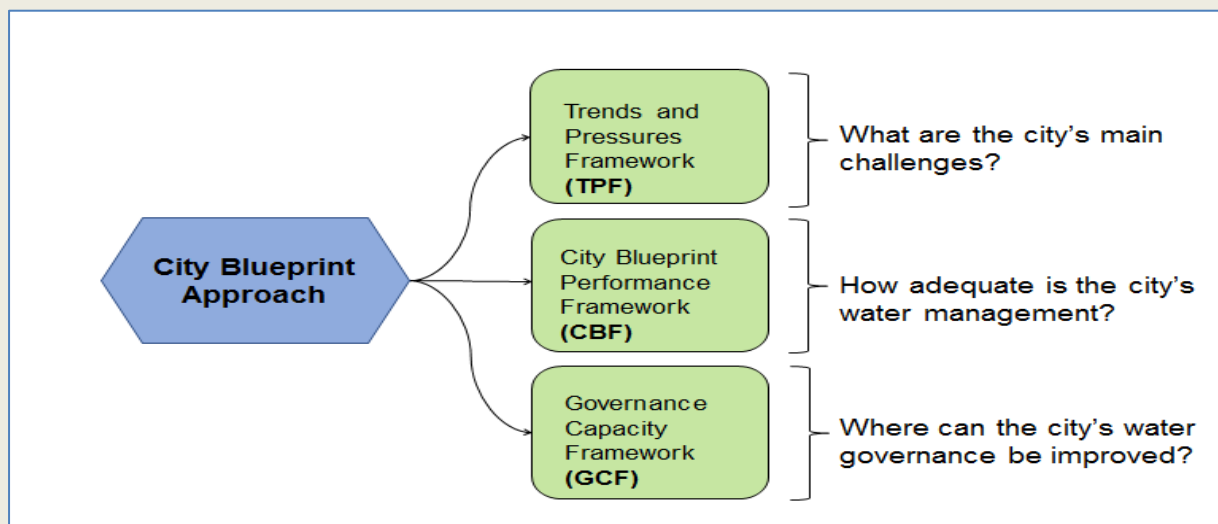 City Blueprint
Approach
Trends and
Pressures
Framework
(TPF)
What are the city's main
challenges?
City Blueprint
Performance
Framework
(CBF)
How adequate is the city's
water management?
Governance
Capacity
Framework
(GCF)
Where can the city's water
governance be improved?